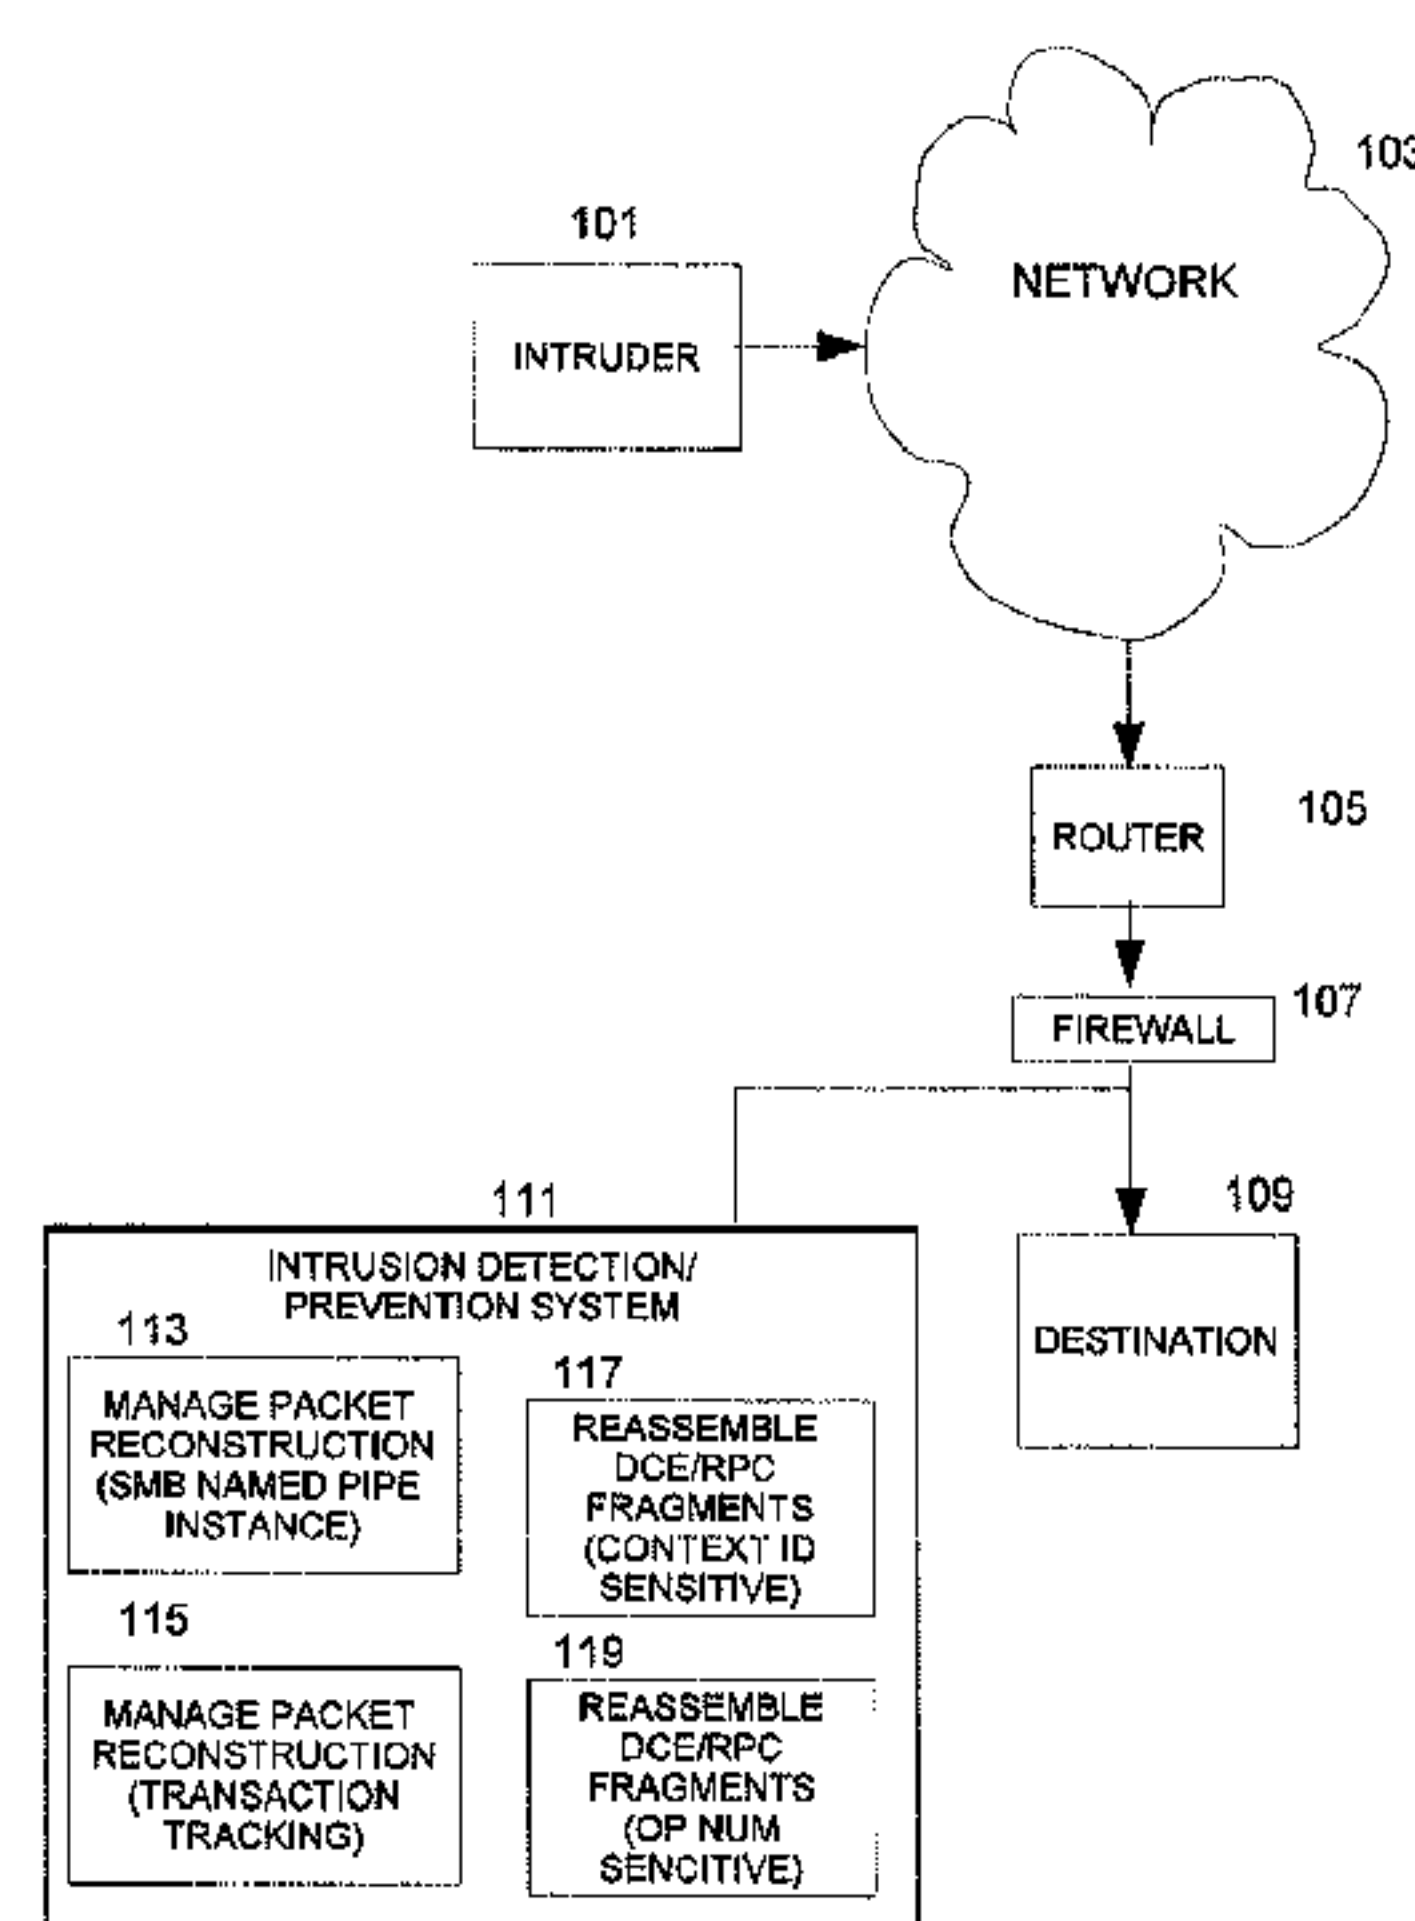 103
101
NETWORK
INTRUDER
105
ROUTER
107
FIREWALL
109
111
INTRUSION DETECTION/
PREVENTION SYSTEM
DESTINATION
113
MANAGE PACKET
RECONSTRUCTION
(SMB NAMED PIPE
INSTANCE)
117
REASSEMBLE
DCE/RPC
FRAGMENTS
(CONTEXT ID
SENSITIVE)
115
MANAGE PACKET
RECONSTRUCTION
(TRANSACTION
TRACKING)
119
REASSEMBLE
DCE/RPC
FRAGMENTS
(OP NUM
SENCITIVE)